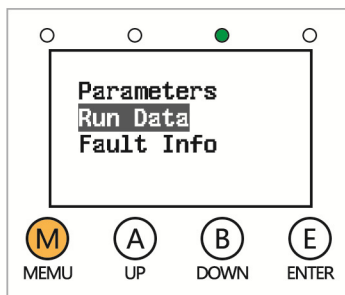 Parameters
Run Data
Fault Info
M A B E
MEMU UP DOWN ENTER